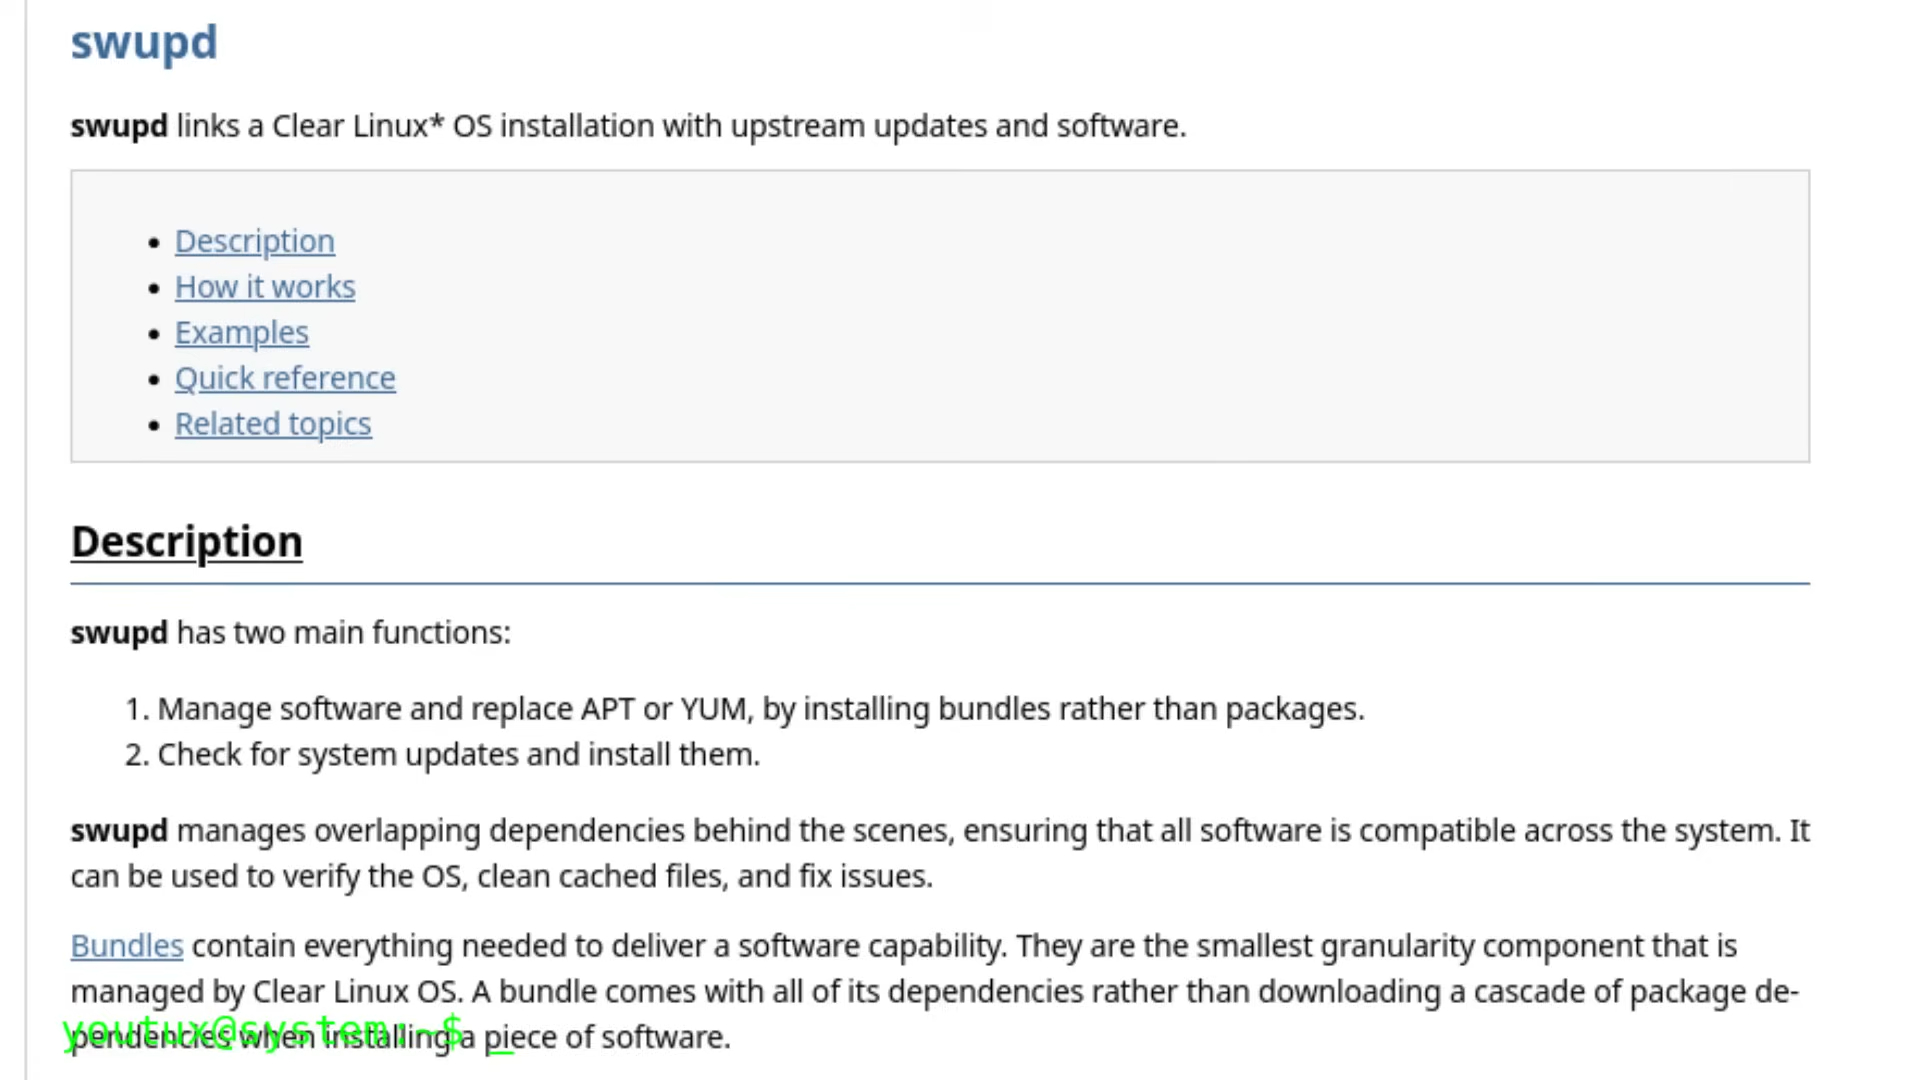 swupd
swupd links a Clear Linux* OS installation with upstream updates and software.
• Description
• How it works
• Examples
• Quick reference
• Related topics
Description
swupd has two main functions:
1. Manage software and replace APT or YUM, by installing bundles rather than packages.
2. Check for system updates and install them.
swupd manages overlapping dependencies behind the scenes, ensuring that all software is compatible across the system. It
can be used to verify the OS, clean cached files, and fix issues.
Bundles contain everything needed to deliver a software capability. They are the smallest granularity component that is
managed by Clear Linux OS. A bundle comes with all of its dependencies rather than downloading a cascade of package de-
pendencies when installing a piece of software.
youtux@system:~$ _